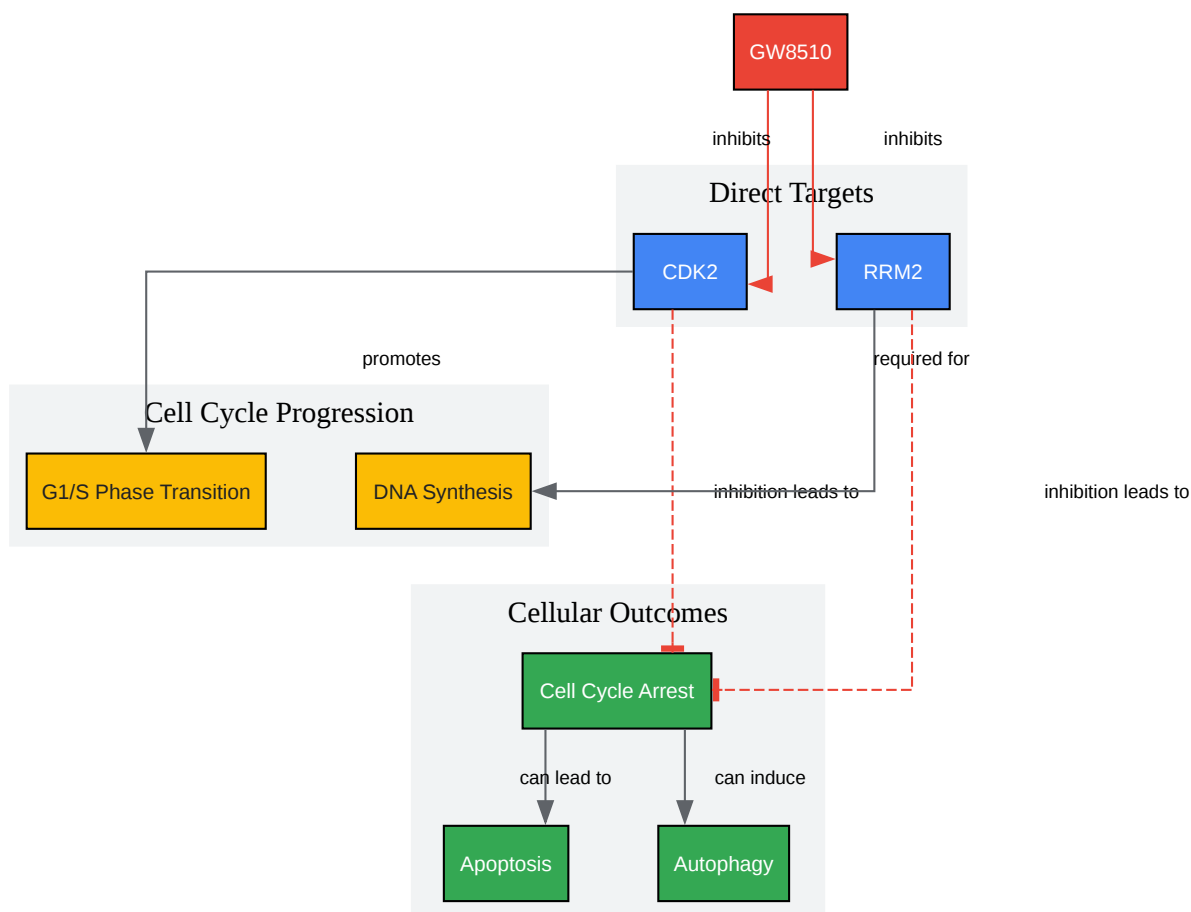 GW8510
inhibits
inhibits
Direct Targets
CDK2
RRM2
promotes
required for
Cell Cycle Progression
G1/S Phase Transition
DNA Synthesis
inhibition leads to
inhibition leads to
Cellular Outcomes
Cell Cycle Arrest
can lead to
can induce
Apoptosis
Autophagy